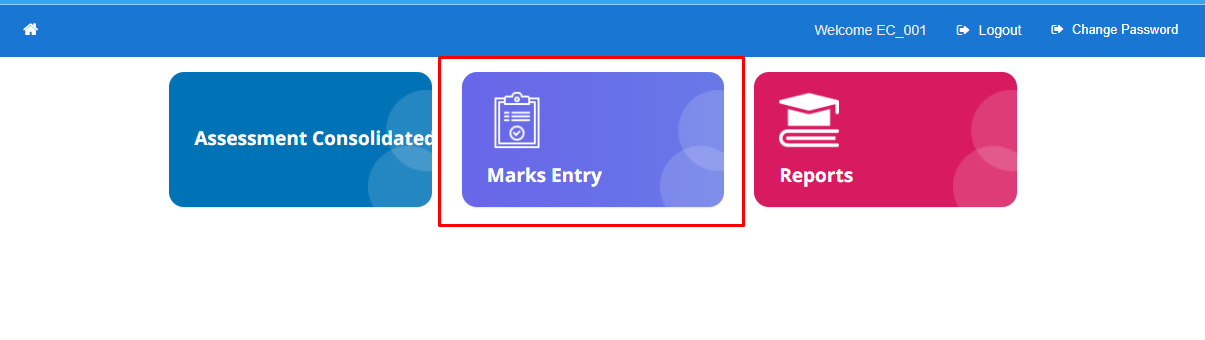 Welcome EC_001 Logout Change Password
Assessment Consolidated
Marks Entry
Reports